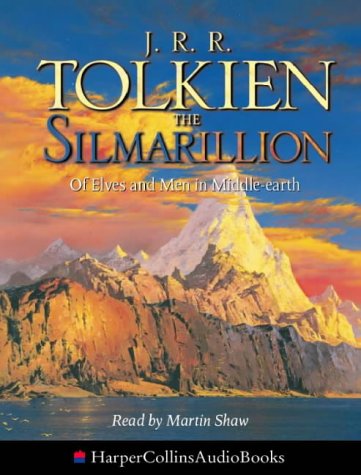 J. R. R.
TOLKIEN
THE
SILMARILLION
Of Elves and Men in Middle-earth
Read by Martin Shaw
HarperCollinsAudioBooks